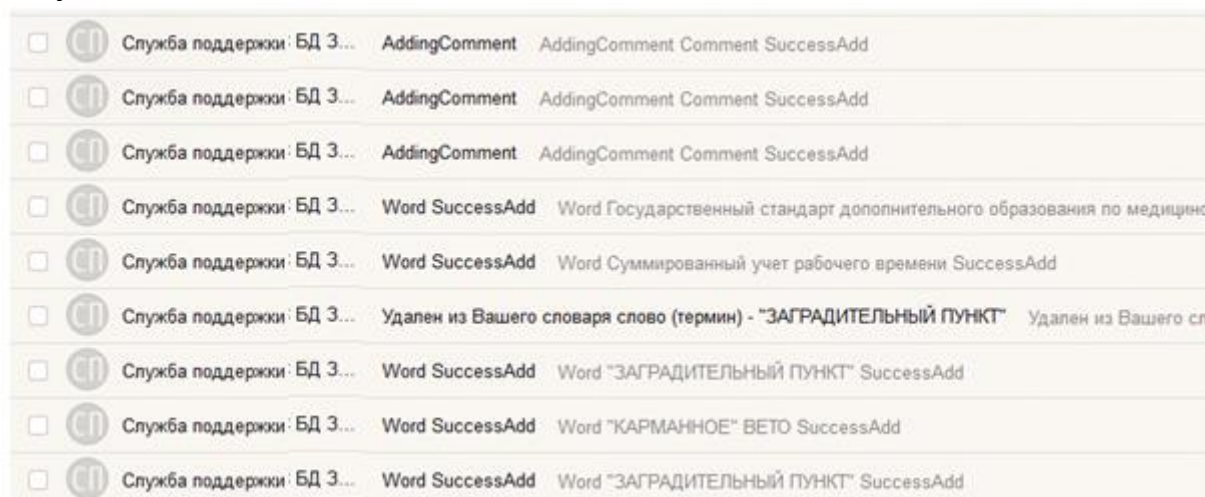 СП Служба поддержки БД З... AddingComment AddingComment Comment SuccessAdd
СП Служба поддержки БД З... AddingComment AddingComment Comment SuccessAdd
СП Служба поддержки БД З... AddingComment AddingComment Comment SuccessAdd
СП Служба поддержки БД З... Word SuccessAdd Word Государственный стандарт дополнительного образования по
СП Служба поддержки БД З... Word SuccessAdd Word Суммированный учет рабочего времени SuccessAdd
СП Служба поддержки БД З... Удален из Вашего словаря слово (термин) - "ЗАГРАДИТЕЛЬНЫЙ ПУНКТ" Удален из Вашего
СП Служба поддержки БД З... Word SuccessAdd Word "ЗАГРАДИТЕЛЬНЫЙ ПУНКТ" SuccessAdd
СП Служба поддержки БД З... Word SuccessAdd Word "КАРМАННОЕ" ВЕТО SuccessAdd
СП Служба поддержки БД З... Word SuccessAdd Word "ЗАГРАДИТЕЛЬНЫЙ ПУНКТ" SuccessAdd